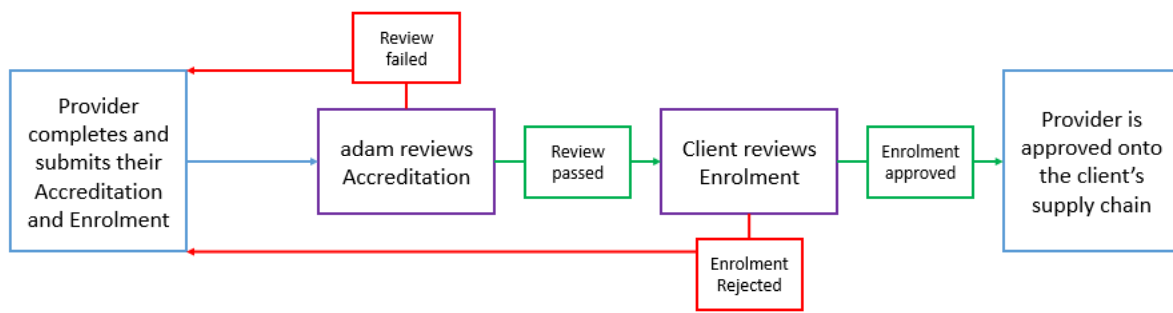 Review
failed
Provider
completes and
submits their
Accreditation
and Enrolment
adam reviews
Accreditation
Review
passed
Client reviews
Enrolment
Enrolment
approved
Provider is
approved onto
the client's
supply chain
Enrolment
Rejected